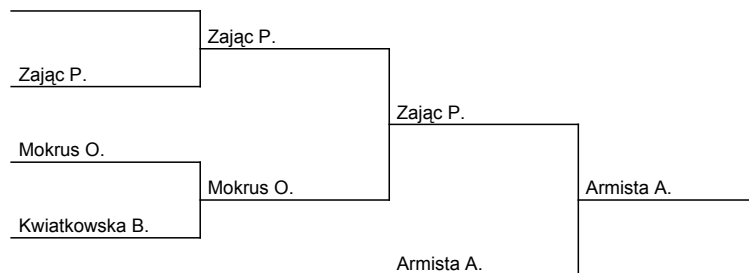 Zając P.
Zając P.
Zając P.
Mokrus O.
Mokrus O.
Armista A.
Kwiatkowska B.
Armista A.